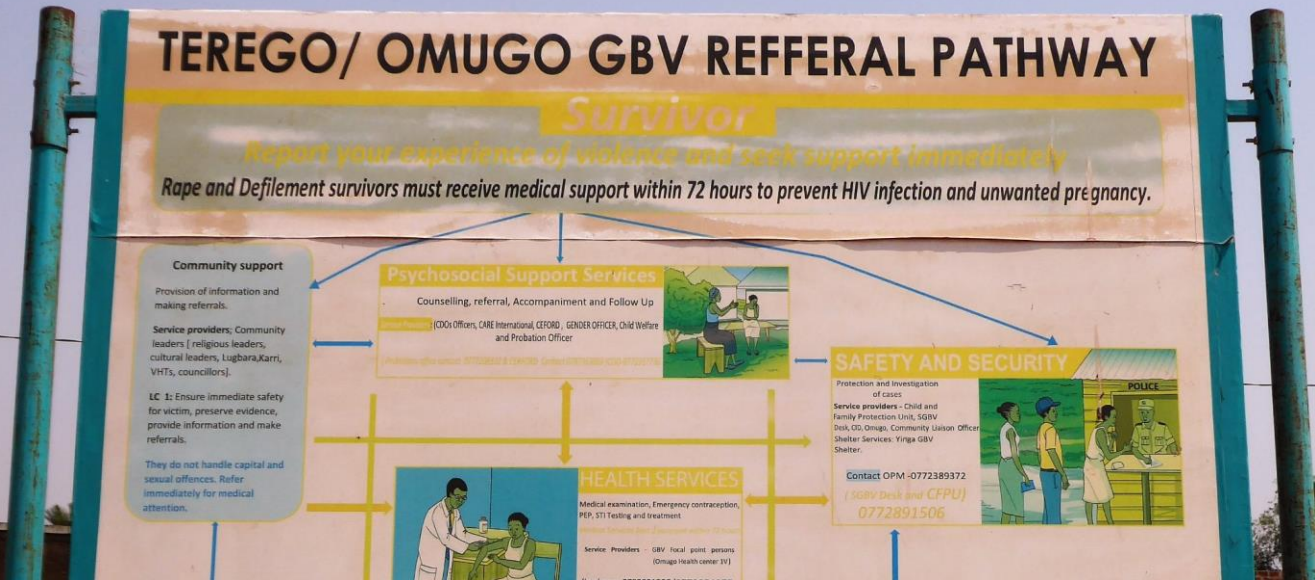 TEREGO/ OMUGO GBV REFFERAL PATHWAY
Survivor
Report your experience of violence and seek support immediately
Rape and Defilement survivors must receive medical support within 72 hours to prevent HIV infection and unwanted pregnancy.
Community support
Provision of information and
making referrals.
Service providers; Community
leaders [ religious leaders,
cultural leaders, Lugbara,Karri,
VHTs, councillors].
LC 1: Ensure immediate safety
for victim, preserve evidence,
provide information and make
referrals.
They do not handle capital and
sexual offences. Refer
immediately for medical
attention.
Psychosocial Support Services
Counselling, referral, Accompaniment and Follow Up
(CDOs Officers, CARE International, CEFORD , GENDER OFFICER, Child Welfare
and Probation Officer
SAFETY AND SECURITY
Protection and Investigation
of cases
Service providers - Child and
Family Protection Unit, SGBV
Desk, CID, Omugo, Community Liaison Officer
Shelter Services: Yinga GBV
Shelter.
Contact OPM -0772389372
( SGBV Desk and CFPU)
0772891506
POLICE
HEALTH SERVICES
Medical examination, Emergency contraception,
PEP, STI Testing and treatment
Service Providers - GBV Focal point persons
(Omugo Health center IV)